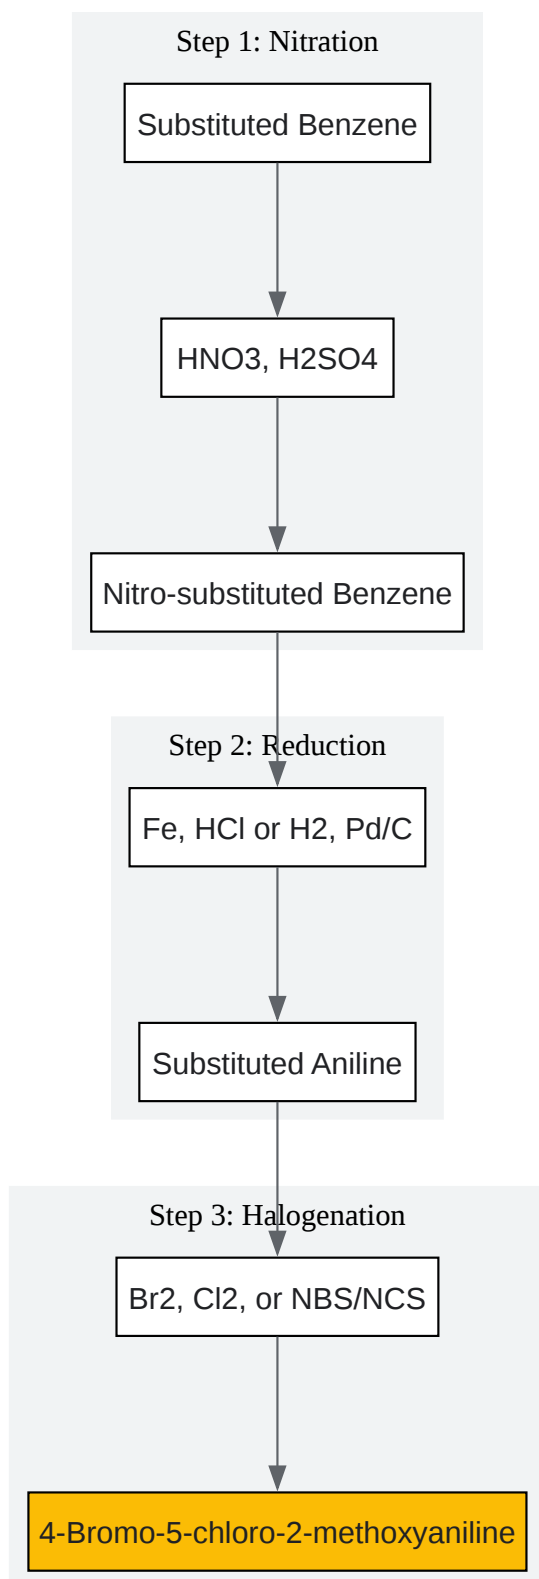 Step 1: Nitration
Substituted Benzene
HNO3, H2SO4
Nitro-substituted Benzene
Step 2: Reduction
Fe, HCl or H2, Pd/C
Substituted Aniline
Step 3: Halogenation
Br2, Cl2, or NBS/NCS
4-Bromo-5-chloro-2-methoxyaniline